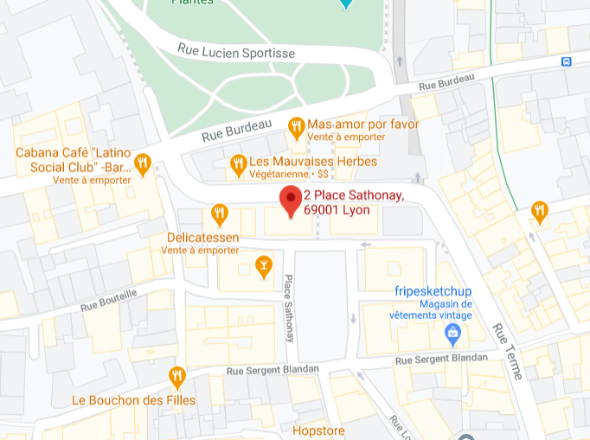 Plantes
Rue Lucien Sportisse
Rue Burdeau
Rue Burdeau
Mas amor por favor
Vente à emporter
Cabana Café "Latino
Social Club" -Bar...
Vente à emporter
Les Mauvaises Herbes
Végétarienne • $$
2 Place Sathonay,
69001 Lyon
Delicatessen
Vente à emporter
Place Sathonay
fripesketchup
Magasin de
vêtements vintage
Rue Bouteille
Rue Terme
Rue Sergent Blandan
Rue Sergent Blandan
Le Bouchon des Filles
Hopstore
Rue Lo